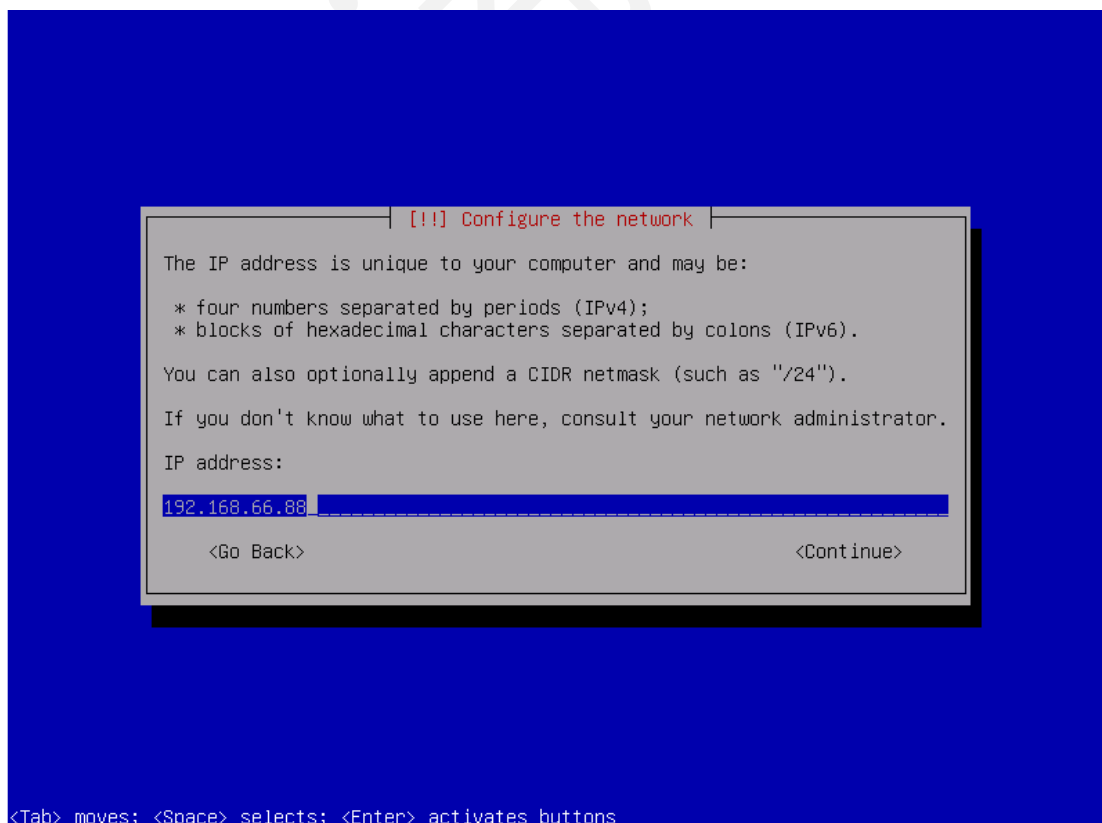 [!!] Configure the network
The IP address is unique to your computer and may be:
* four numbers separated by periods (IPv4);
* blocks of hexadecimal characters separated by colons (IPv6).
You can also optionally append a CIDR netmask (such as "/24").
If you don't know what to use here, consult your network administrator.
IP address:
192.168.66.88
<Go Back> <Continue>
<Tab> moves; <Space> selects; <Enter> activates buttons